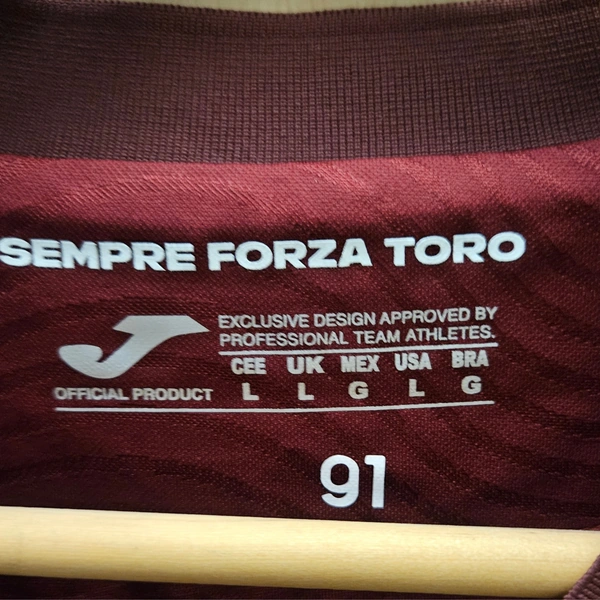 SEMPRE FORZA TORO
EXCLUSIVE DESIGN APPROVED BY
PROFESSIONAL TEAM ATHLETES.
CEE UK MEX USA BRA
OFFICIAL PRODUCT L L G L G
91